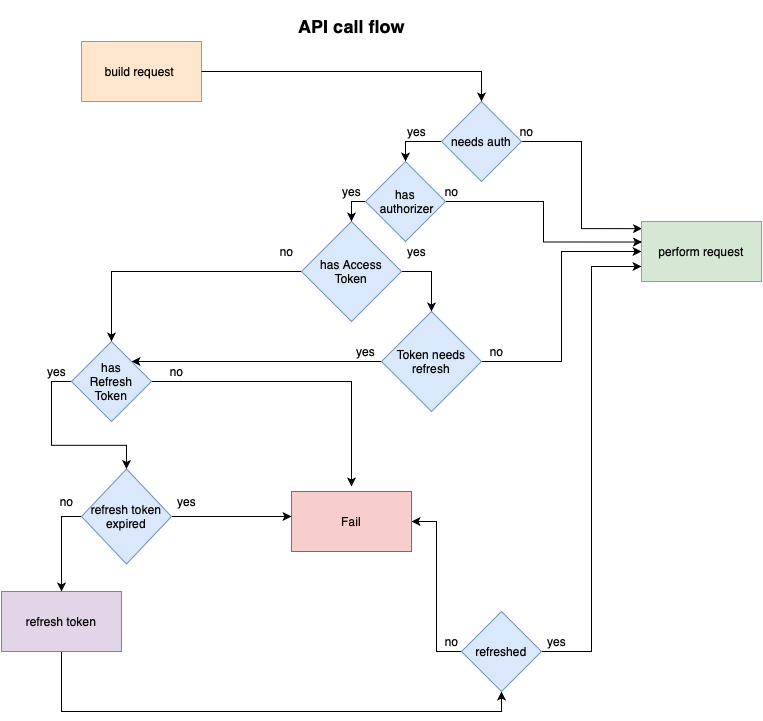 API call flow
build request
yes
needs auth
no
yes
has
authorizer
no
perform request
no
has Access
Token
yes
yes
Token needs
refresh
no
yes
has
Refresh
Token
no
no
refresh token
expired
yes
Fail
refresh token
no
refreshed
yes